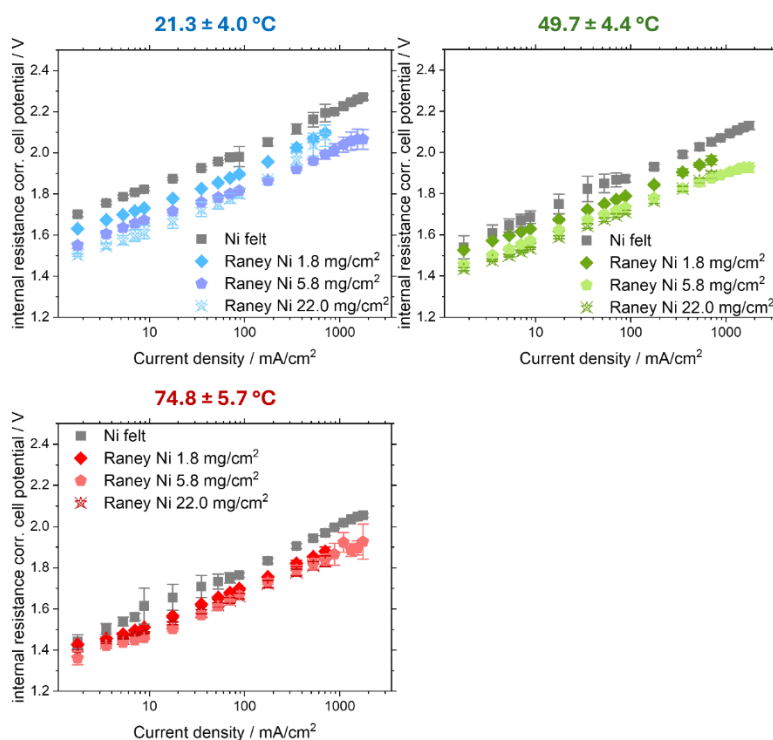 21.3 ± 4.0 °C
internal resistance corr. cell potential / V
2.4
2.2
2.0
1.8
1.6
1.4
1.2
Ni felt
Raney Ni 1.8 mg/cm²
Raney Ni 5.8 mg/cm²
Raney Ni 22.0 mg/cm²
10
100
1000
Current density / mA/cm²
49.7 ± 4.4 °C
internal resistance corr. cell potential / V
2.4
2.2
2.0
1.8
1.6
1.4
1.2
Ni felt
Raney Ni 1.8 mg/cm²
Raney Ni 5.8 mg/cm²
Raney Ni 22.0 mg/cm²
10
100
1000
Current density / mA/cm²
74.8 ± 5.7 °C
internal resistance corr. cell potential / V
Ni felt
Raney Ni 1.8 mg/cm²
Raney Ni 5.8 mg/cm²
Raney Ni 22.0 mg/cm²
2.4
2.2
2.0
1.8
1.6
1.4
1.2
10
100
1000
Current density / mA/cm²